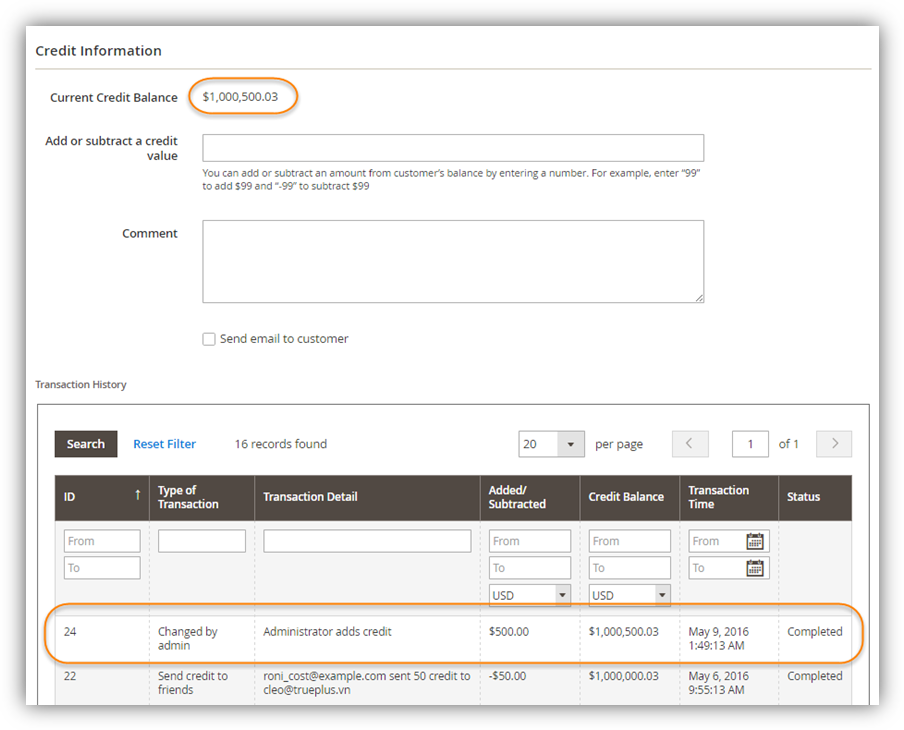 Credit Information
Current Credit Balance $1,000,500.03
Add or subtract a credit
value
You can add or subtract an amount from customer's balance by entering a number. For example, enter "99"
to add $99 and "-99" to subtract $99
Comment
Send email to customer
Transaction History
Search Reset Filter 16 records found 20 per page 1 of 1
ID ↑ Type of Transaction Transaction Detail Added/ Subtracted Credit Balance Transaction Time Status
From From From From
To To To To
USD USD
24 Changed by Administrator adds credit $500.00 $1,000,500.03 May 9, 2016 Completed
admin 1:49:13 AM
22 Send credit to roni_cost@example.com sent 50 credit to -$50.00 $1,000,000.03 May 6, 2016 Completed
friends cleo@trueplus.vn 9:55:13 AM